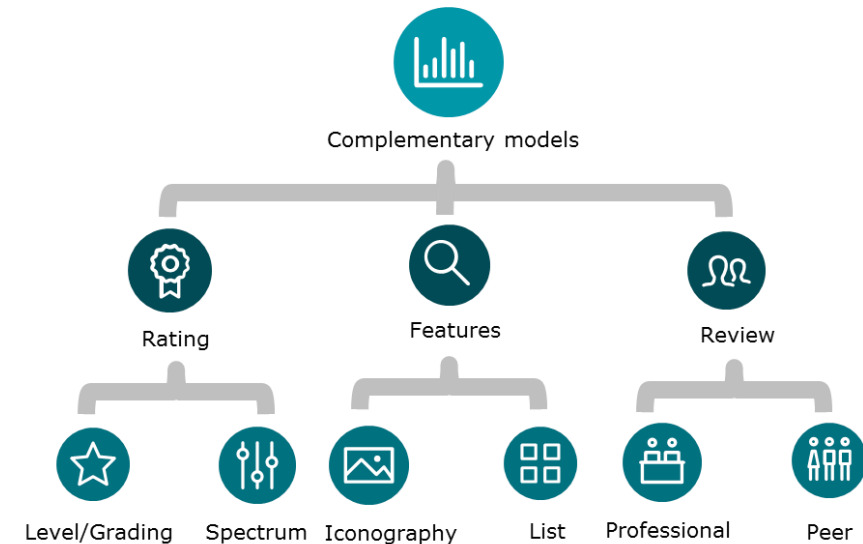 Complementary models
Rating
Features
Review
Level/Grading
Spectrum
Iconography
List
Professional
Peer